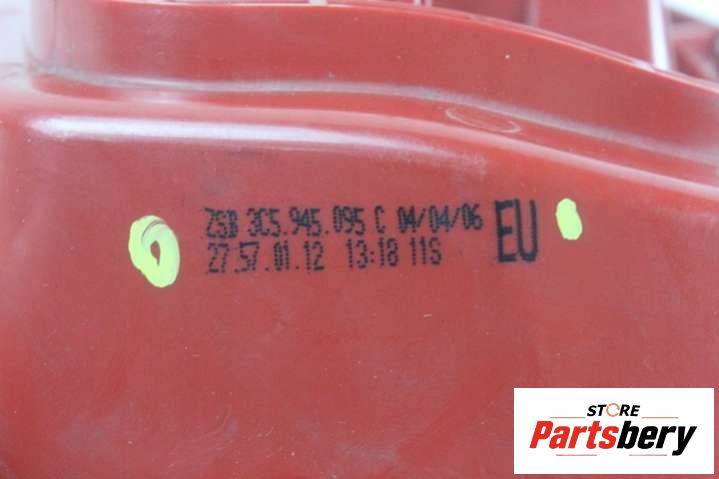 ZSB 3C5.945.095 C 04/04/06
27.57.01.12 13:18 11S
EU
STORE
Partsbery